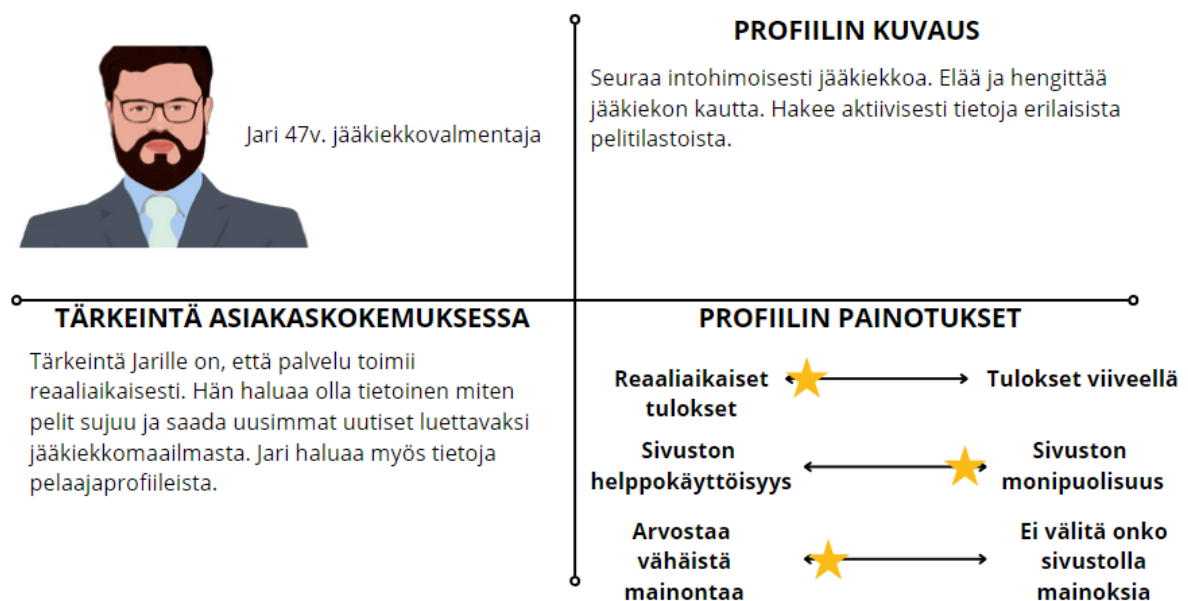 Jari 47v. jääkiekkovalmentaja
PROFIILIN KUVAUS
Seuraa intohimoisesti jääkiekkoa. Elää ja hengittää
jääkiekon kautta. Hakee aktiivisesti tietoja erilaisista
pelitilastoista.
TÄRKEINTÄ ASIAKASKOKEMUKSESSA
Tärkeintä Jarille on, että palvelu toimii
reaaliaikaisesti. Hän haluaa olla tietoinen miten
pelit sujuu ja saada uusimmat uutiset luettavaksi
jääkiekkomaailmasta. Jari haluaa myös tietoja
pelaajaprofiileista.
PROFIILIN PAINOTUKSET
Reaaliaikaiset
tulokset
Tulokset viiveellä
Sivuston
helppokäyttöisyys
Sivuston
monipuolisuus
Arvostaa
vähäistä
mainontaa
Ei välitä onko
sivustolla
mainoksia